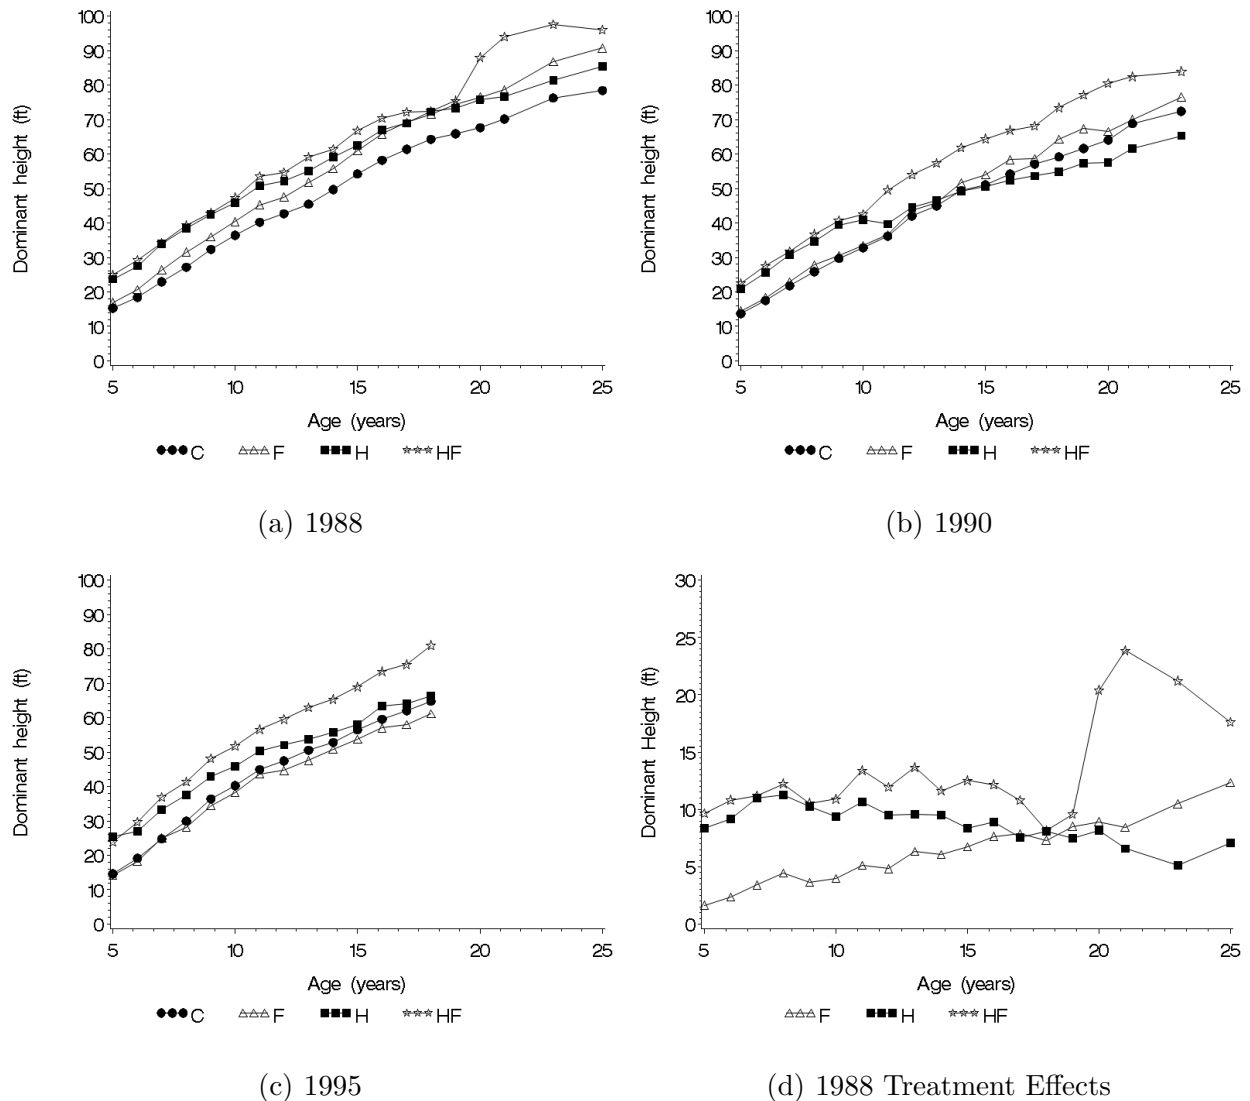 100
90
80
70
60
50
40
30
20
10
0
Dominant height (ft)
5 10 15 20 25
Age (years)
C F H HF
(a) 1988
100
90
80
70
60
50
40
30
20
10
0
Dominant height (ft)
5 10 15 20 25
Age (years)
C F H HF
(b) 1990
100
90
80
70
60
50
40
30
20
10
0
Dominant height (ft)
5 10 15 20 25
Age (years)
C F H HF
(c) 1995
30
25
20
15
10
5
0
Dominant Height (ft)
5 10 15 20 25
Age (years)
F H HF
(d) 1988 Treatment Effects